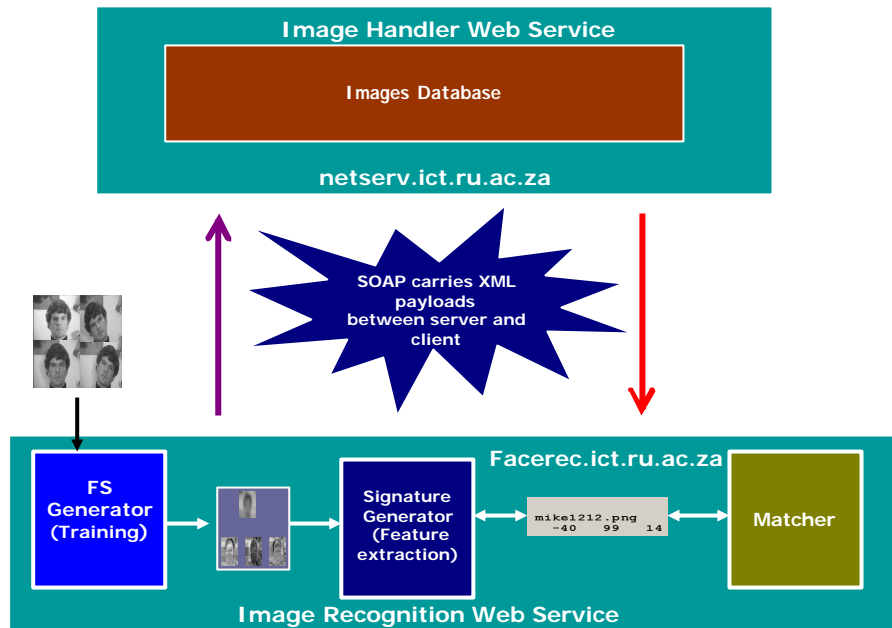 Image Handler Web Service
Images Database
netserv.ict.ru.ac.za
SOAP carries XML
payloads
between server and
client
Facerec.ict.ru.ac.za
FS
Generator
(Training)
Signature
Generator
(Feature
extraction)
mike1212.png
-40 99 14
Matcher
Image Recognition Web Service